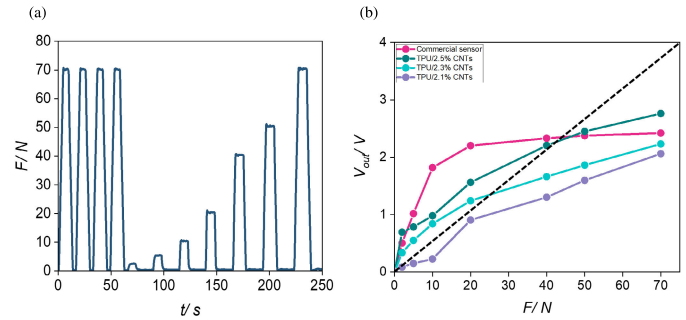 (a)
(b)
F/ N
80
70
60
50
40
30
20
10
0
0
50
100
150
200
250
t/ s
Vout/ V
4
3
2
1
0
Commercial sensor
TPU/2.5% CNTs
TPU/2.3% CNTs
TPU/2.1% CNTs
0
10
20
30
40
50
60
70
F/ N